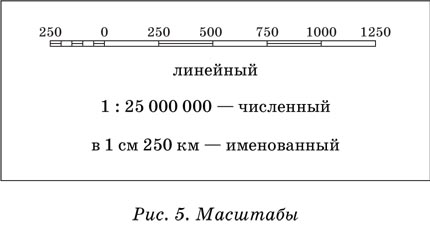 250 0 250 500 750 1000 1250
линейный
1 : 25 000 000 — численный
в 1 см 250 км — именованный
Рис. 5. Масштабы